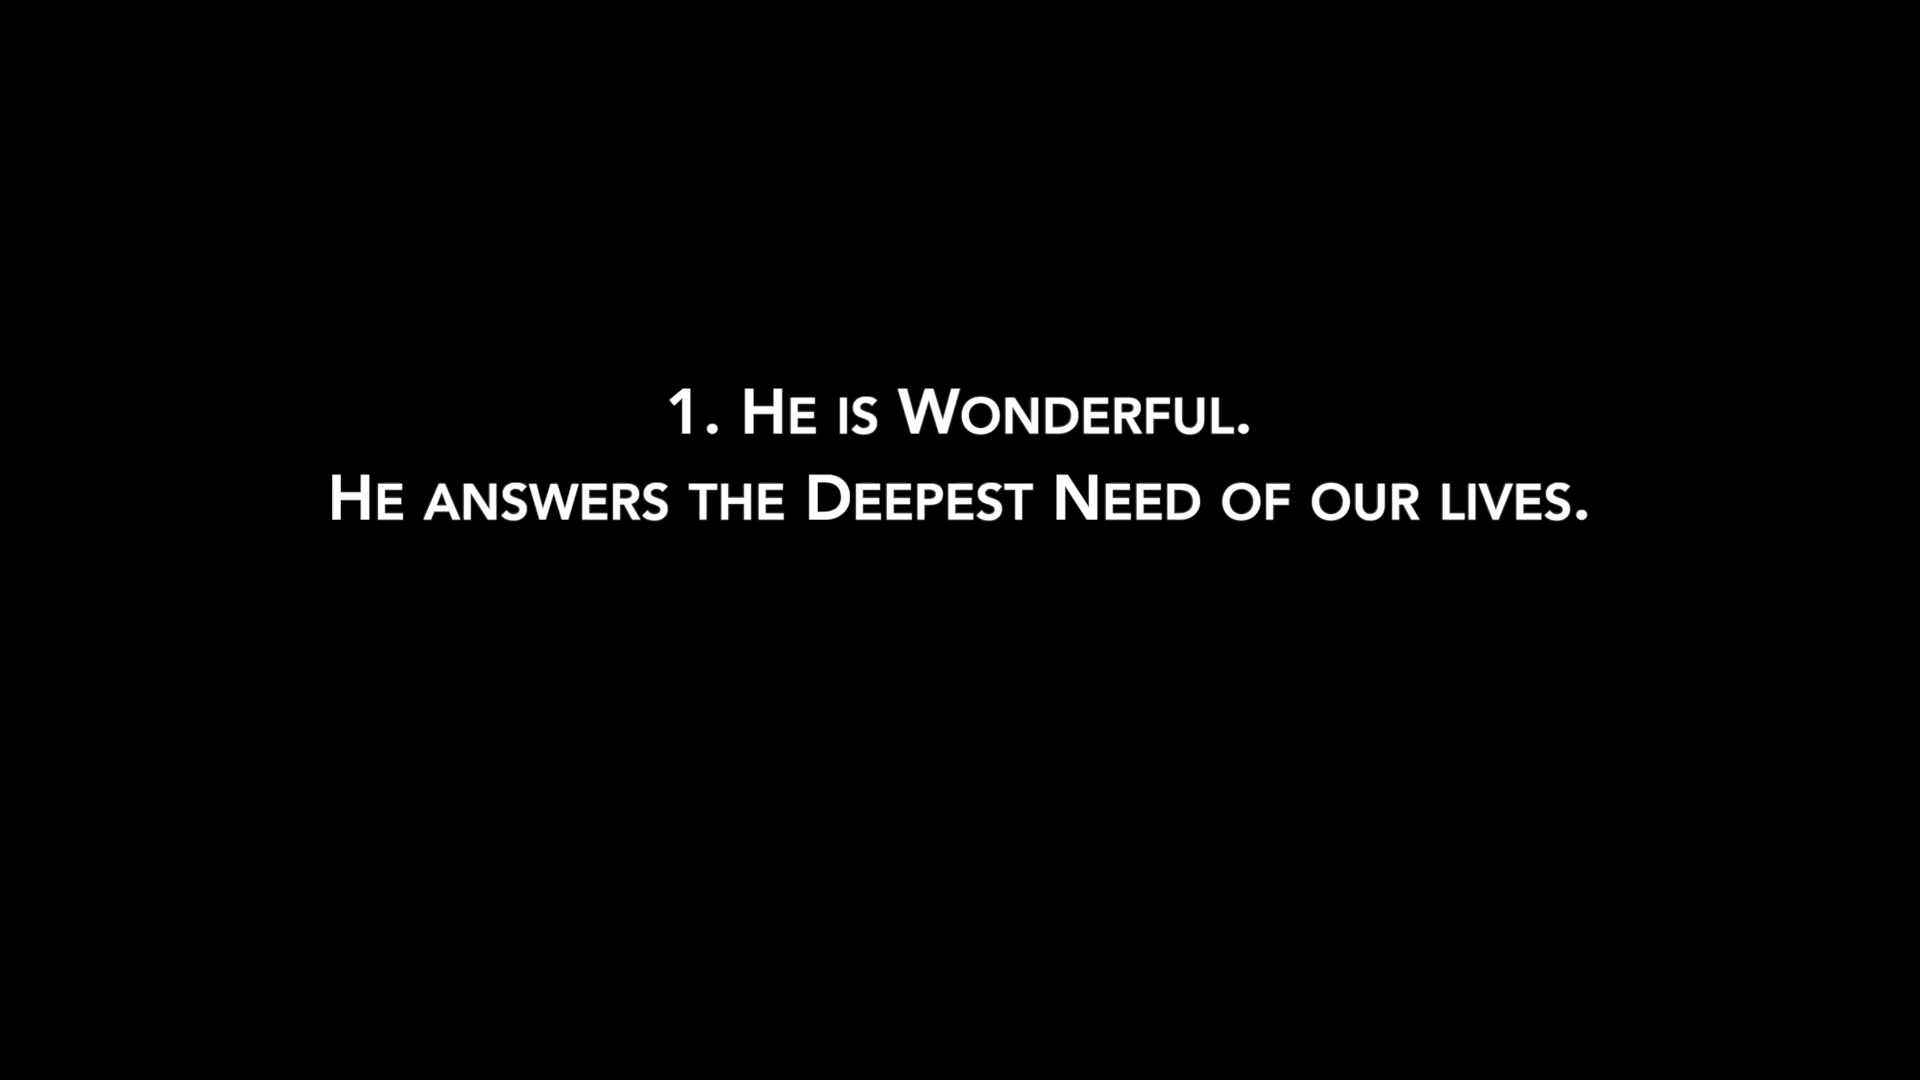 1. He is Wonderful.
He answers the Deepest Need of our lives.